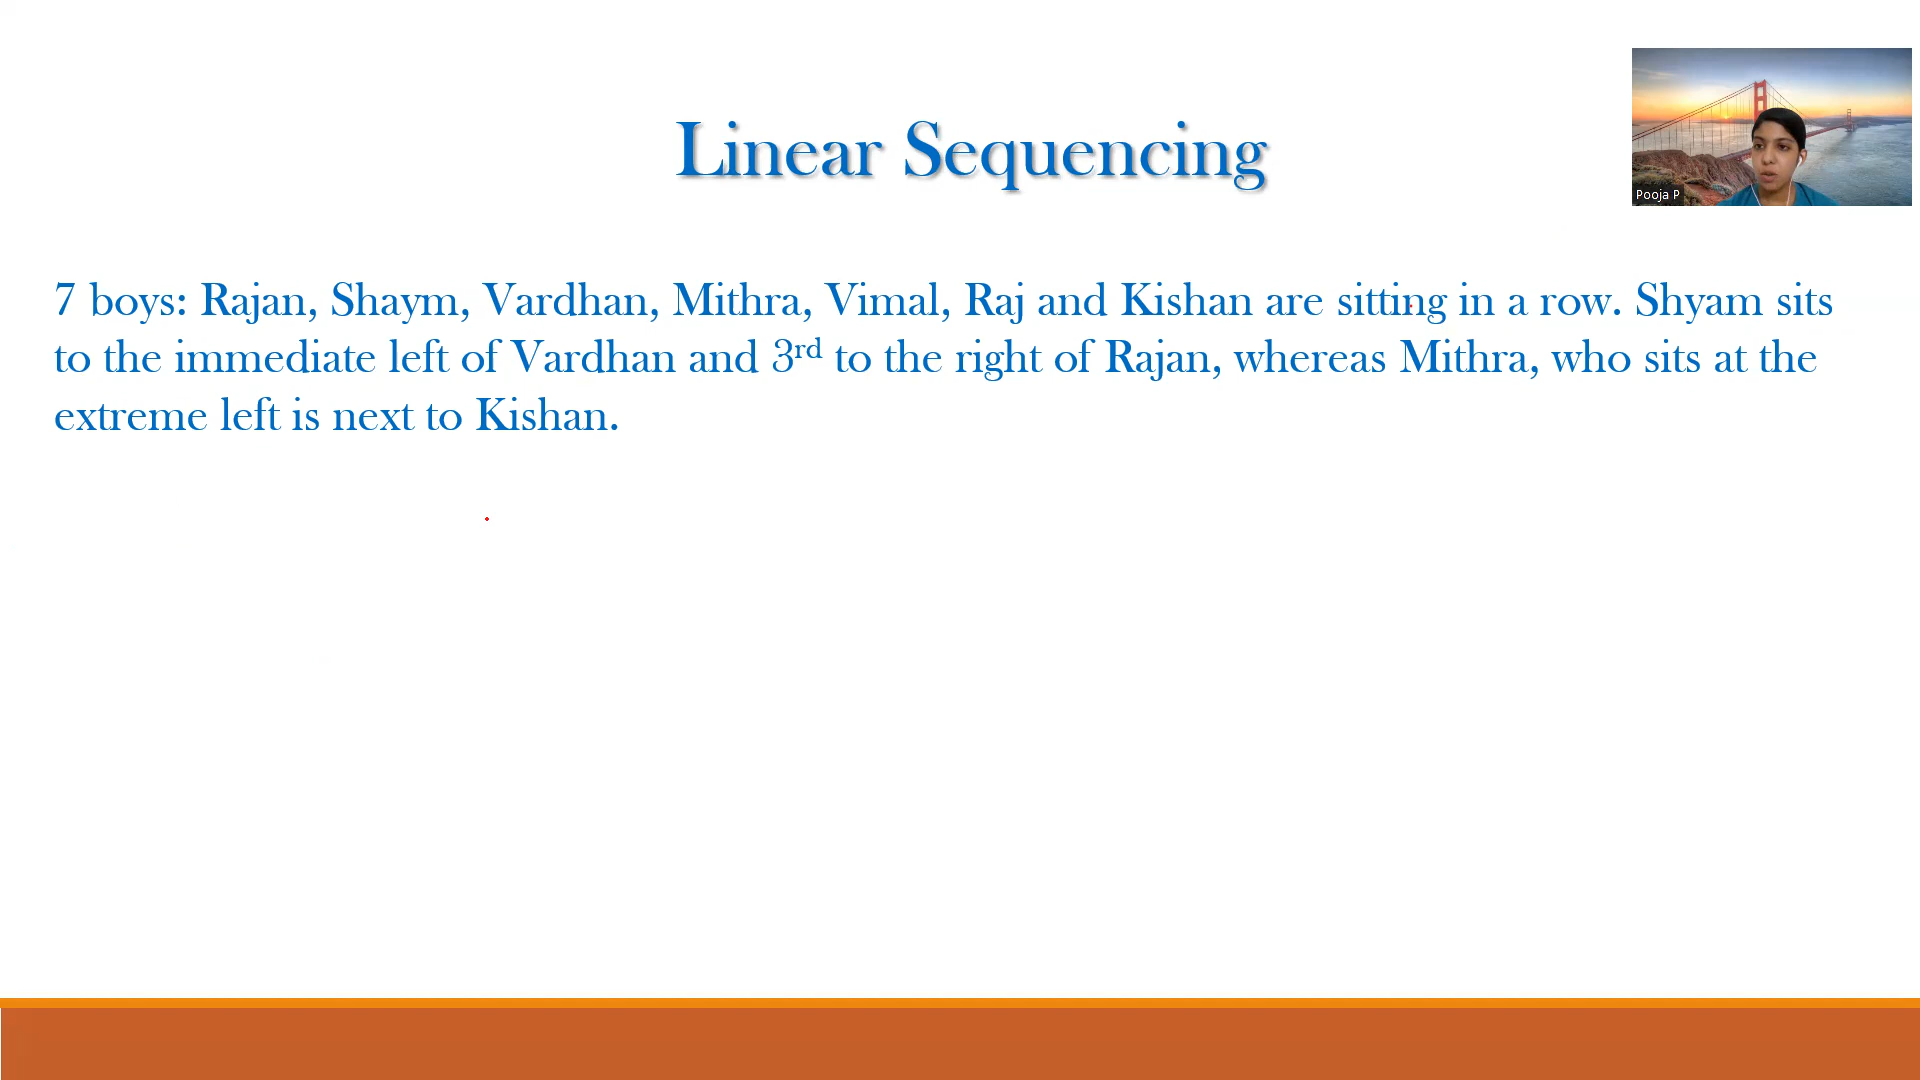 Linear Sequencing
Pooja P
7 boys: Rajan, Shaym, Vardhan, Mithra, Vimal, Raj and Kishan are sitting in a row. Shyam sits
to the immediate left of Vardhan and 3rd to the right of Rajan, whereas Mithra, who sits at the
extreme left is next to Kishan.